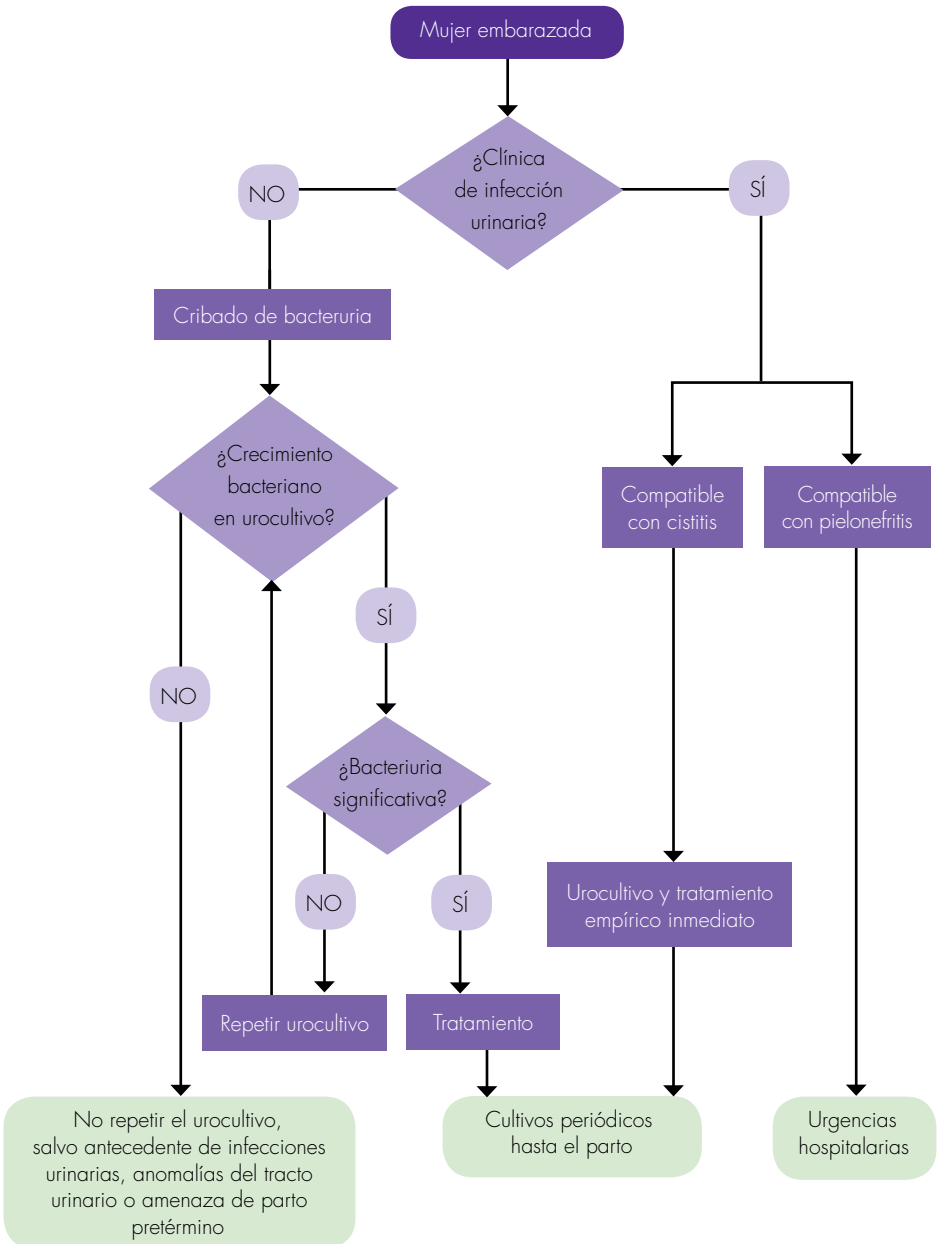 Mujer embarazada
¿Clínica
de infección
urinaria?
NO
SÍ
Cribado de bacteruria
¿Crecimiento
bacteriano
en urocultivo?
Compatible
con cistitis
Compatible
con pielonefritis
SÍ
NO
¿Bacteriuria
significativa?
NO
SÍ
Urocultivo y tratamiento
empírico inmediato
Repetir urocultivo
Tratamiento
No repetir el urocultivo,
salvo antecedente de infecciones
urinarias, anomalías del tracto
urinario o amenaza de parto
pretérmino
Cultivos periódicos
hasta el parto
Urgencias
hospitalarias